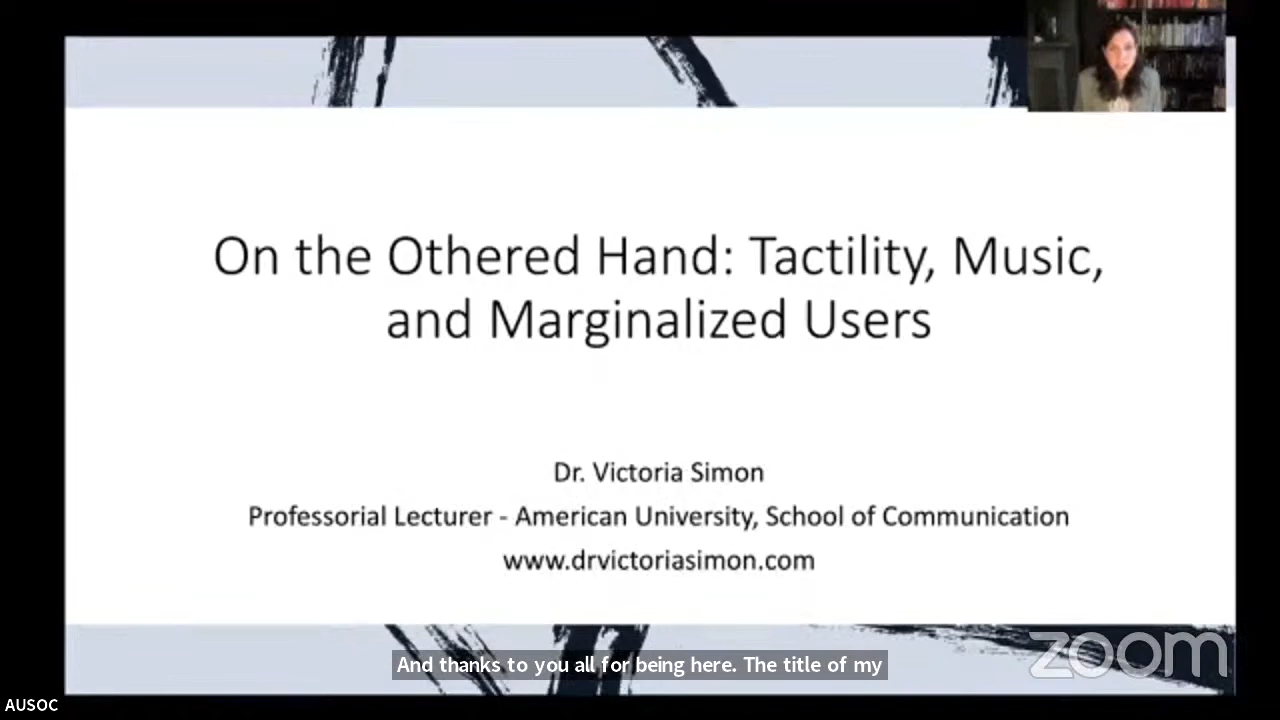 On the Othered Hand: Tactility, Music,
and Marginalized Users
Dr. Victoria Simon
Professorial Lecturer - American University, School of Communication
www.drvictoriasimon.com
zoom
And thanks to you all for being here. The title of my
AUSOC